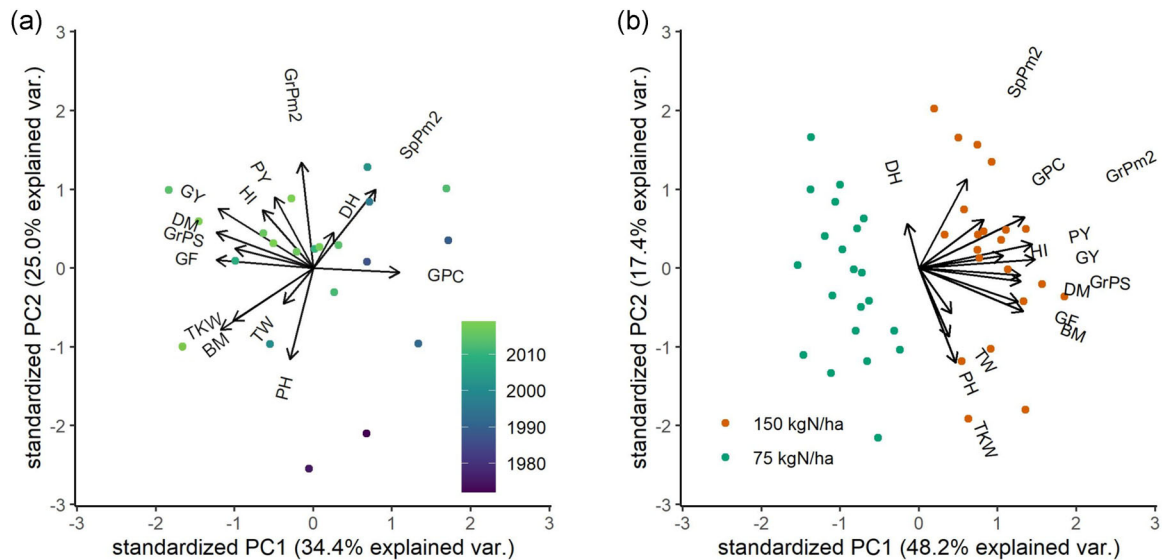 (a)
standardized PC2 (25.0% explained var.)
3
2
1
0
-1
-2
-3
GrPm2
SpPm2
PY
HI
GY
DH
DM
GrPS
GF
GPC
TKW
BM
TW
PH
2010
2000
1990
1980
-3
-2
-1
0
1
2
3
standardized PC1 (34.4% explained var.)
(b)
standardized PC2 (17.4% explained var.)
3
2
1
0
-1
-2
-3
SpPm2
DH
GPC
GrPm2
PY
HI
GY
GrPS
DM
GF
BM
TW
PH
TKW
150 kgN/ha
75 kgN/ha
-3
-2
-1
0
1
2
3
standardized PC1 (48.2% explained var.)